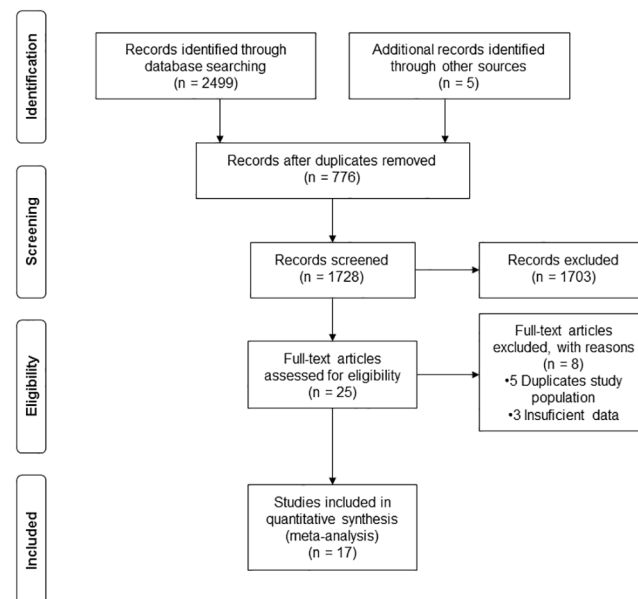 Identification
Records identified through
database searching
(n = 2499)
Additional records identified
through other sources
(n = 5)
Records after duplicates removed
(n = 776)
Screening
Records screened
(n = 1728)
Records excluded
(n = 1703)
Eligibility
Full-text articles
assessed for eligibility
(n = 25)
Full-text articles
excluded, with reasons
(n = 8)
•5 Duplicates study
population
•3 Insufficient data
Included
Studies included in
quantitative synthesis
(meta-analysis)
(n = 17)